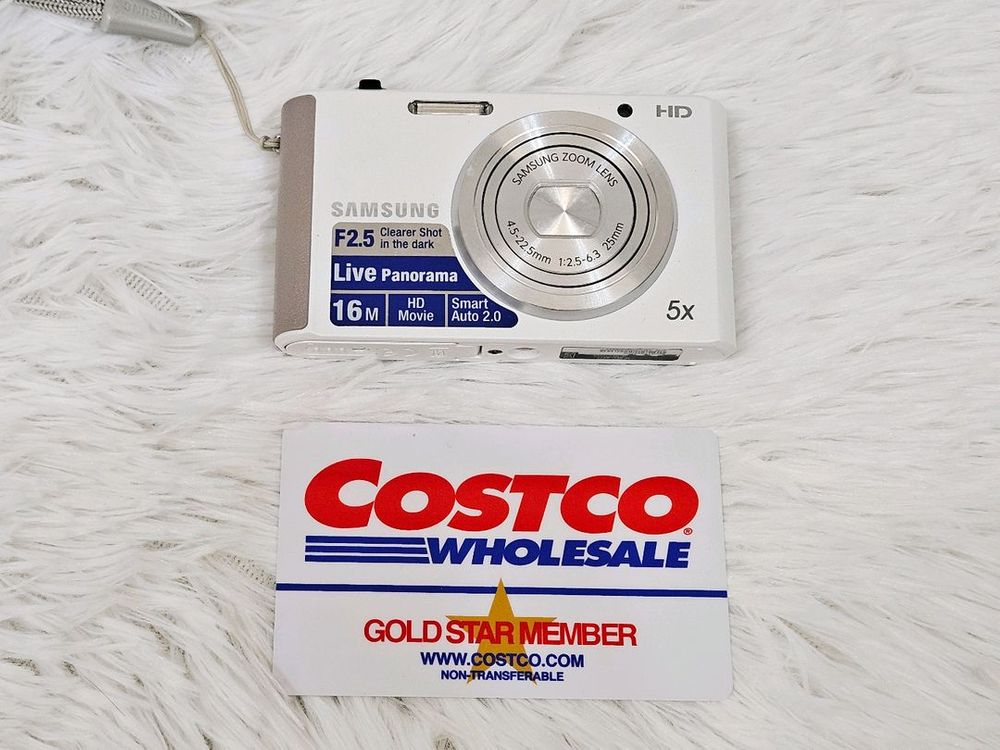 SAMSUNG
HD
SAMSUNG ZOOM LENS
4.5-22.5mm 1:2.5-6.3 25mm
SAMSUNG
F2.5 Clearer Shot
in the dark
Live Panorama
16M HD Movie Smart Auto 2.0
5x
COSTCO®
WHOLESALE
GOLD STAR MEMBER
WWW.COSTCO.COM
NON-TRANSFERABLE